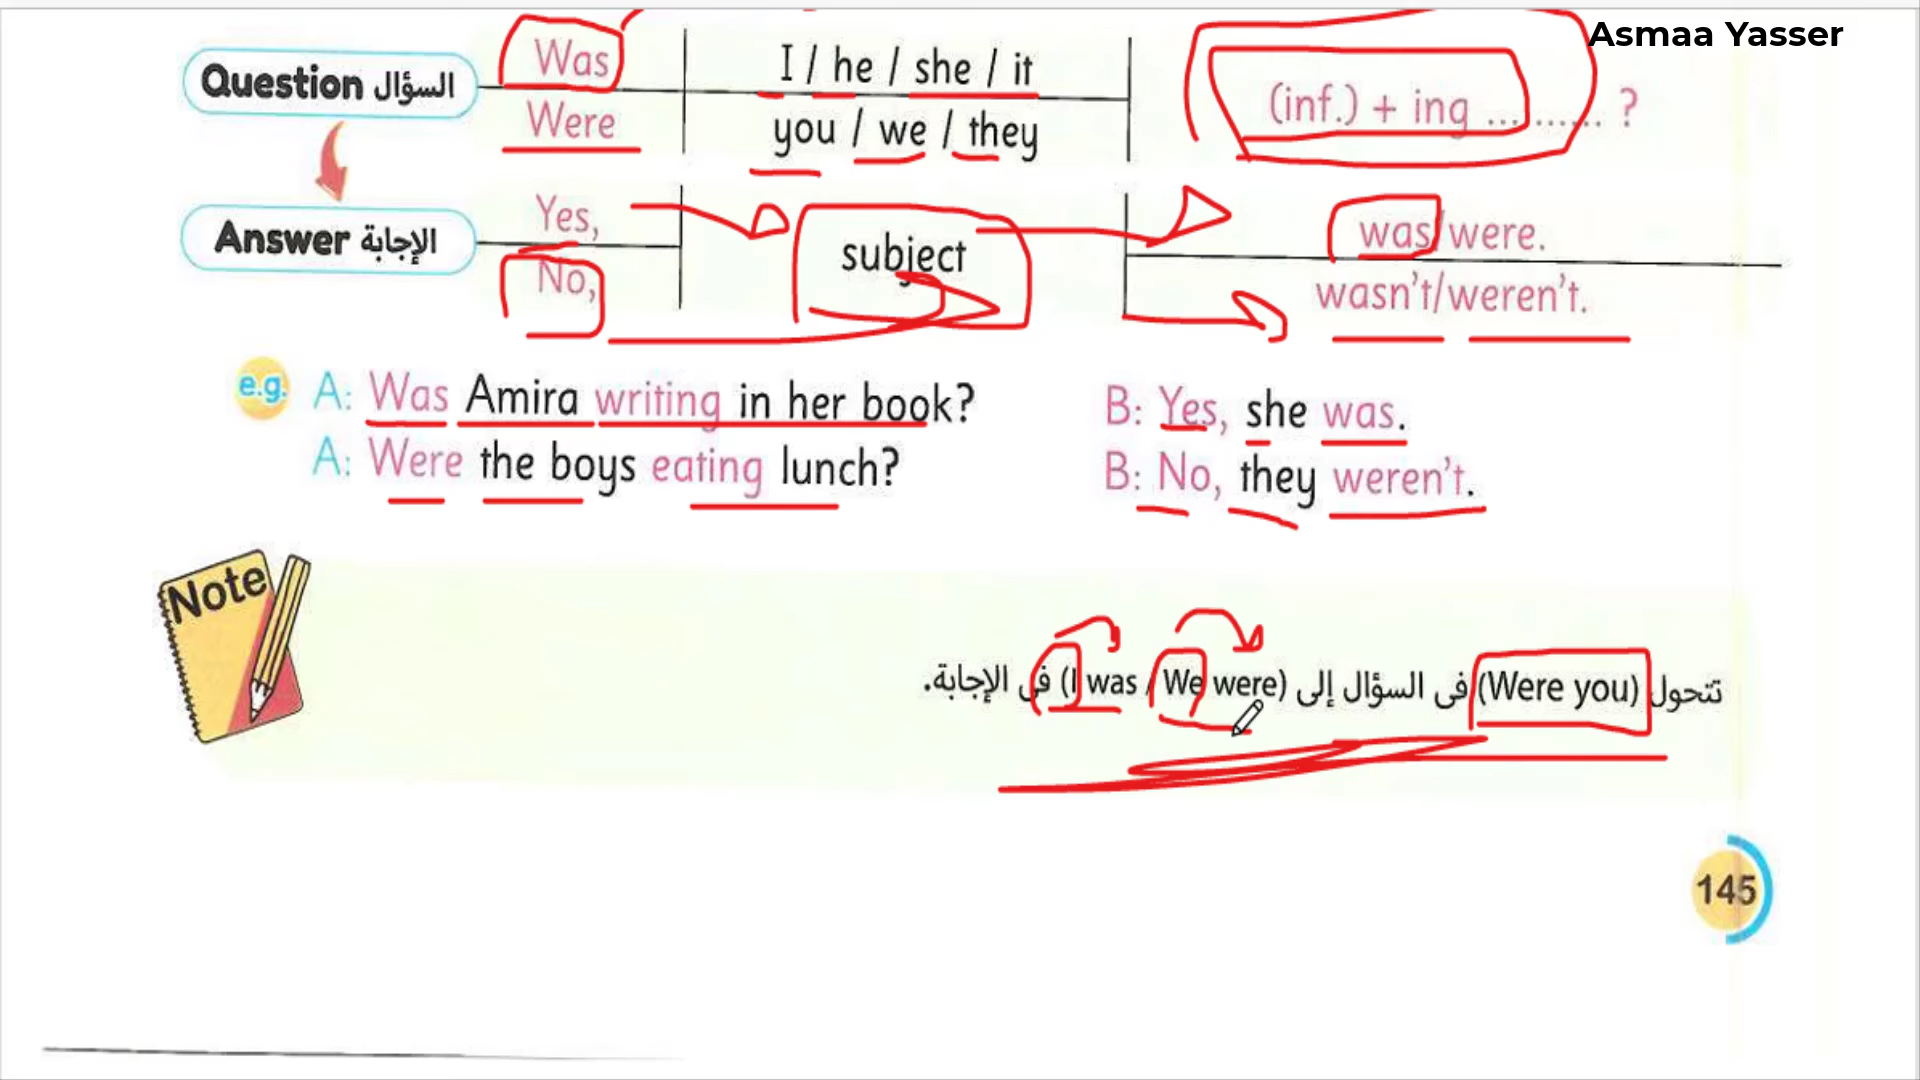 Asmaa Yasser
Question السؤال
Was
Were
I / he / she / it
you / we / they
(inf.) + ing .......... ?
Answer الإجابة
Yes,
No,
subject
was/were.
wasn't/weren't.
e.g. A: Was Amira writing in her book? B: Yes, she was.
A: Were the boys eating lunch? B: No, they weren't.
Note
تتحول (Were you) فى السؤال إلى (I was / We were) فى الإجابة.
145